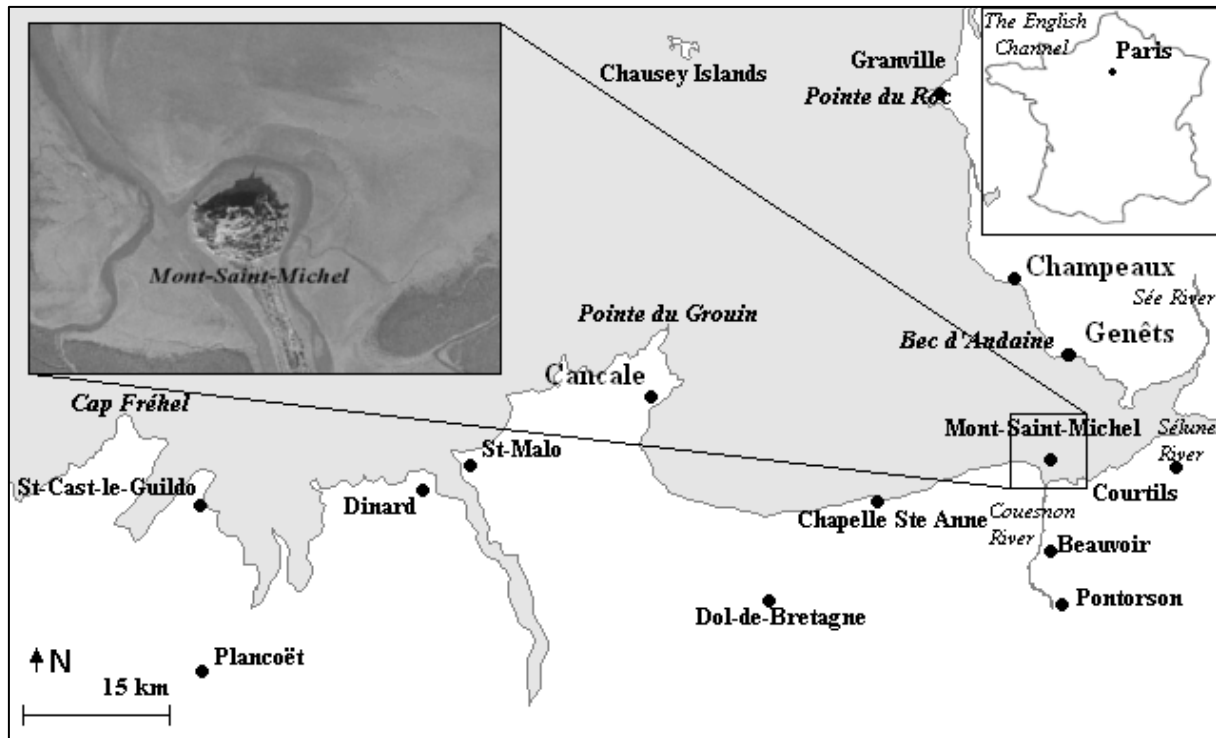 The English
Channel
Paris
Chausey Islands
Granville
Pointe du Roc
Mont-Saint-Michel
Champeaux
Sée River
Genêts
Bec d'Andaine
Pointe du Grouin
Cancale
Cap Fréhel
Mont-Saint-Michel
Sélune
River
St-Malo
St-Cast-le-Guildo
Dinard
Courtils
Chapelle Ste Anne
Couesnon
River
Beauvoir
Pontorson
Dol-de-Bretagne
Plancoët
N
15 km